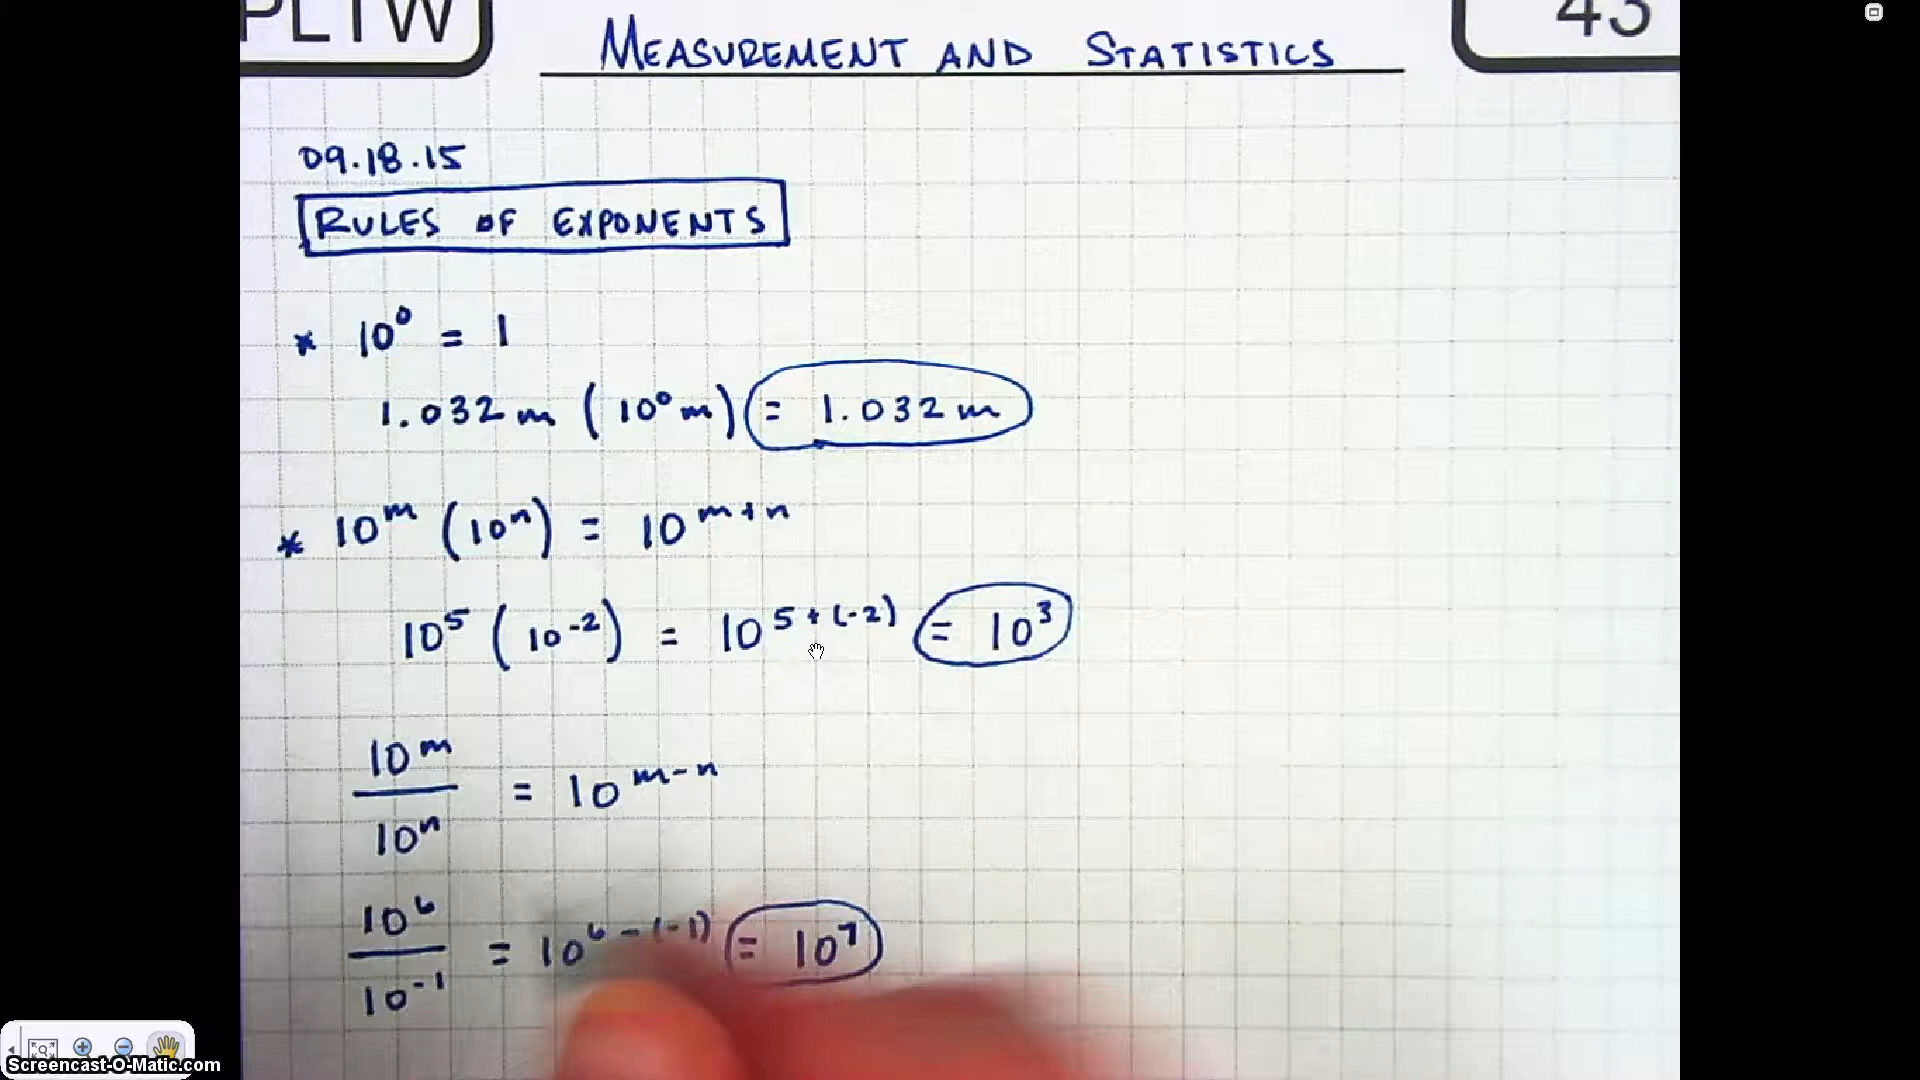 PLTW
MEASUREMENT AND STATISTICS
43
09.18.15
RULES OF EXPONENTS
* 10⁰ = 1
1.032 m (10⁰ m) = 1.032 m
* 10ᵐ (10ⁿ) = 10ᵐ⁺ⁿ
10⁵ (10⁻²) = 10⁵⁺⁽⁻²⁾ = 10³
10ᵐ / 10ⁿ = 10ᵐ⁻ⁿ
10⁶ / 10⁻¹ = 10⁶⁻⁽⁻¹⁾ = 10⁷
Screencast-O-Matic.com